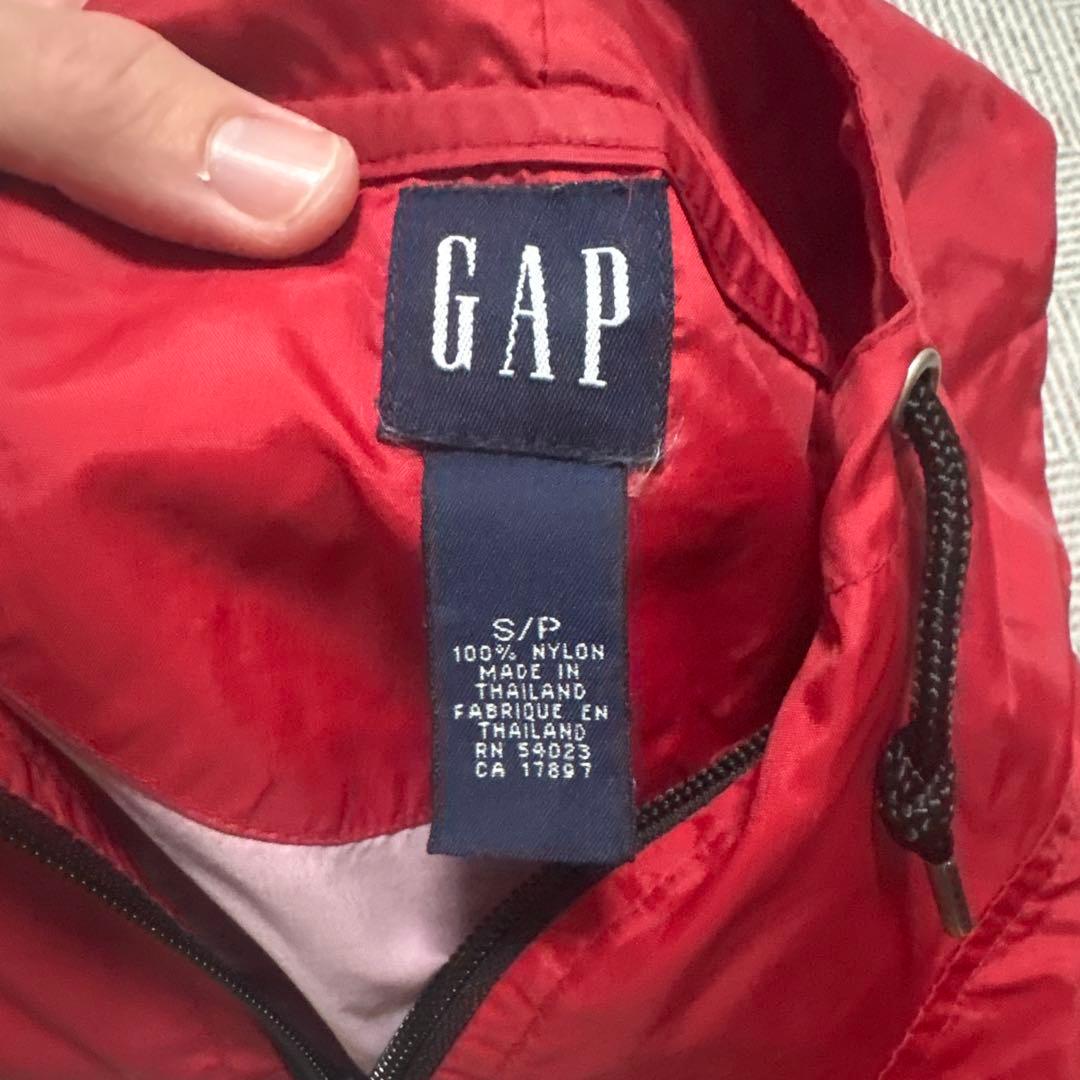 GAP
S/P
100% NYLON
MADE IN
THAILAND
FABRIQUE EN
THAILAND
RN 54023
CA 17897